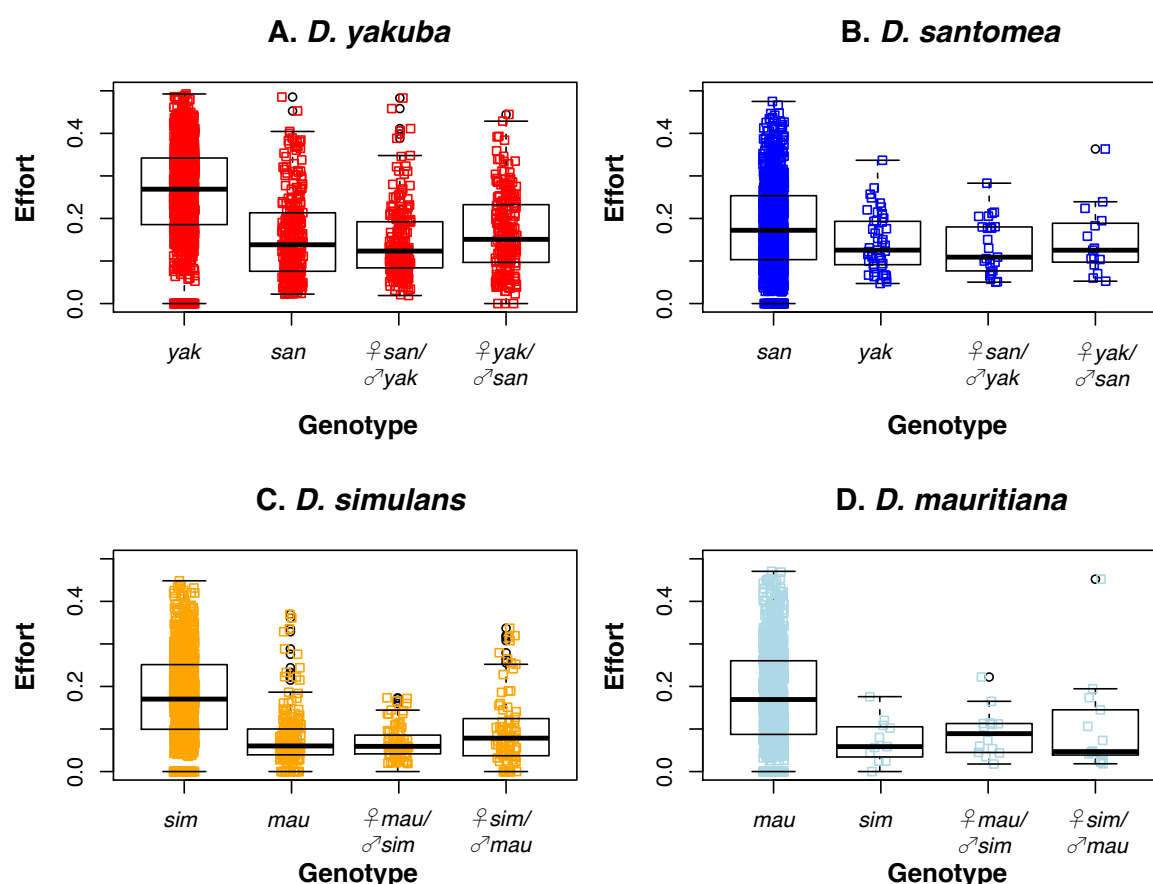 A. D. yakuba
Effort
0.4
0.2
0.0
yak
san
♀san/
♂yak
♀yak/
♂san
Genotype
B. D. santomea
Effort
0.4
0.2
0.0
san
yak
♀san/
♂yak
♀yak/
♂san
Genotype
C. D. simulans
Effort
0.4
0.2
0.0
sim
mau
♀mau/
♂sim
♀sim/
♂mau
Genotype
D. D. mauritiana
Effort
0.4
0.2
0.0
mau
sim
♀mau/
♂sim
♀sim/
♂mau
Genotype